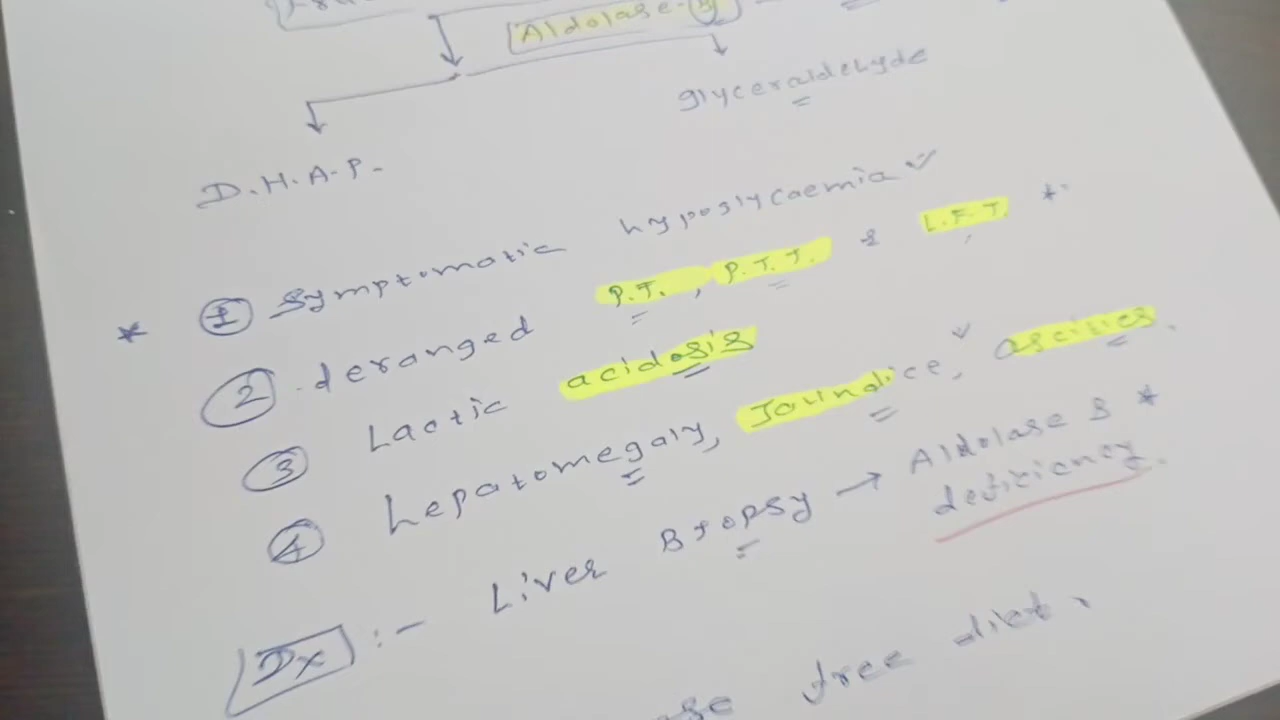 Aldolase-B
glyceraldehyde
D.H.A.P.
* ① Symptomatic hypoglycaemia ✓
② deranged P.T., P.T.T. & L.F.T. *
③ Lactic acidosis
④ hepatomegaly, Jaundice, ✓ ascities.
Dx :- Liver Biopsy → Aldolase B *
deficiency.
free diet.